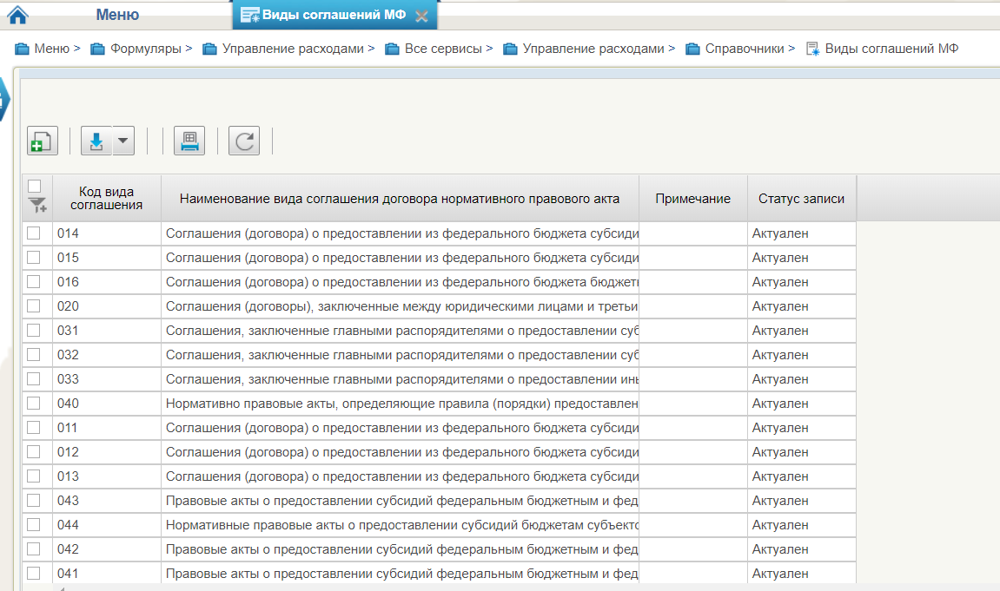 Меню
Виды соглашений МФ
Меню > Формуляры > Управление расходами > Все сервисы > Управление расходами > Справочники > Виды соглашений МФ
Код вида соглашения Наименование вида соглашения договора нормативного правового акта Примечание Статус записи
014 Соглашения (договора) о предоставлении из федерального бюджета субсиди Актуален
015 Соглашения (договора) о предоставлении из федерального бюджета субсиди Актуален
016 Соглашения (договора) о предоставлении из федерального бюджета бюджетн Актуален
020 Соглашения (договоры), заключенные между юридическими лицами и третьи Актуален
031 Соглашения, заключенные главными распорядителями о предоставлении суб Актуален
032 Соглашения, заключенные главными распорядителями о предоставлении суб Актуален
033 Соглашения, заключенные главными распорядителями о предоставлении ин Актуален
040 Нормативно правовые акты, определяющие правила (порядки) предоставлен Актуален
011 Соглашения (договора) о предоставлении из федерального бюджета субсиди Актуален
012 Соглашения (договора) о предоставлении из федерального бюджета субсиди Актуален
013 Соглашения (договора) о предоставлении из федерального бюджета субсиди Актуален
043 Правовые акты о предоставлении субсидий федеральным бюджетным и фед Актуален
044 Нормативные правовые акты о предоставлении субсидий бюджетам субъекто Актуален
042 Правовые акты о предоставлении субсидий федеральным бюджетным и фед Актуален
041 Правовые акты о предоставлении субсидий федеральным бюджетным и фед Актуален